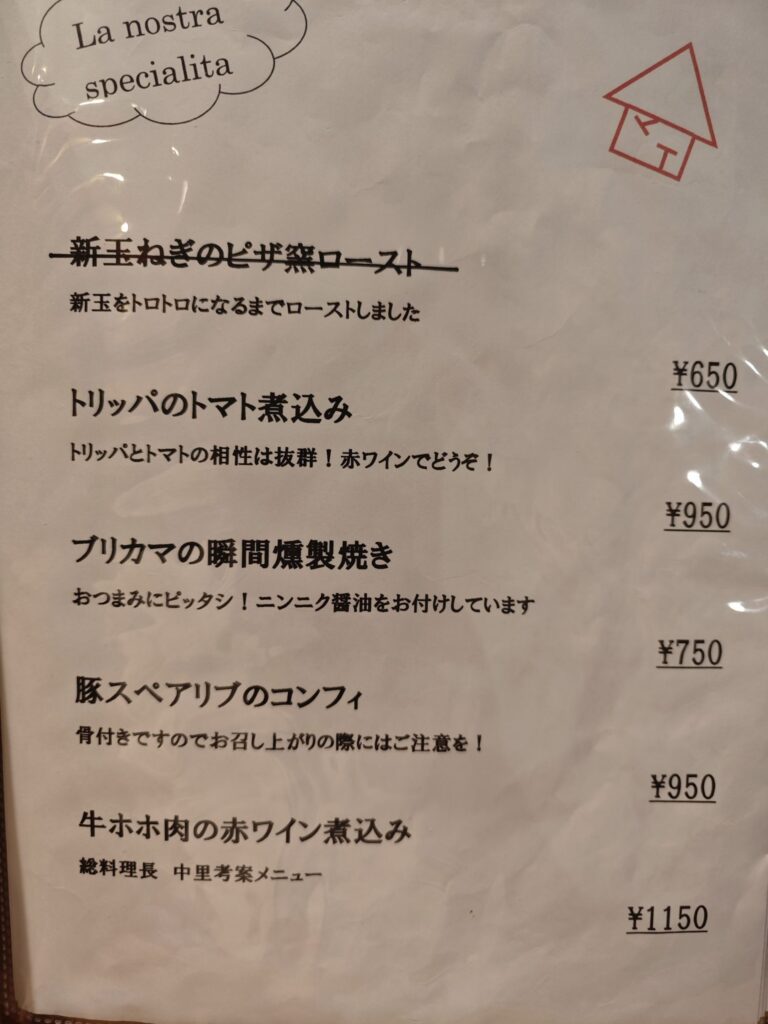 La nostra
specialita
マ
エ
新玉ねぎのピザ窯ロースト
新玉をトロトロになるまでローストしました
¥650
トリッパのトマト煮込み
トリッパとトマトの相性は抜群！赤ワインでどうぞ！
¥950
ブリカマの瞬間燻製焼き
おつまみにピッタシ！ニンニク醤油をお付けしています
¥750
豚スペアリブのコンフィ
骨付きですのでお召し上がりの際にはご注意を！
¥950
牛ホホ肉の赤ワイン煮込み
総料理長 中里考案メニュー
¥1150